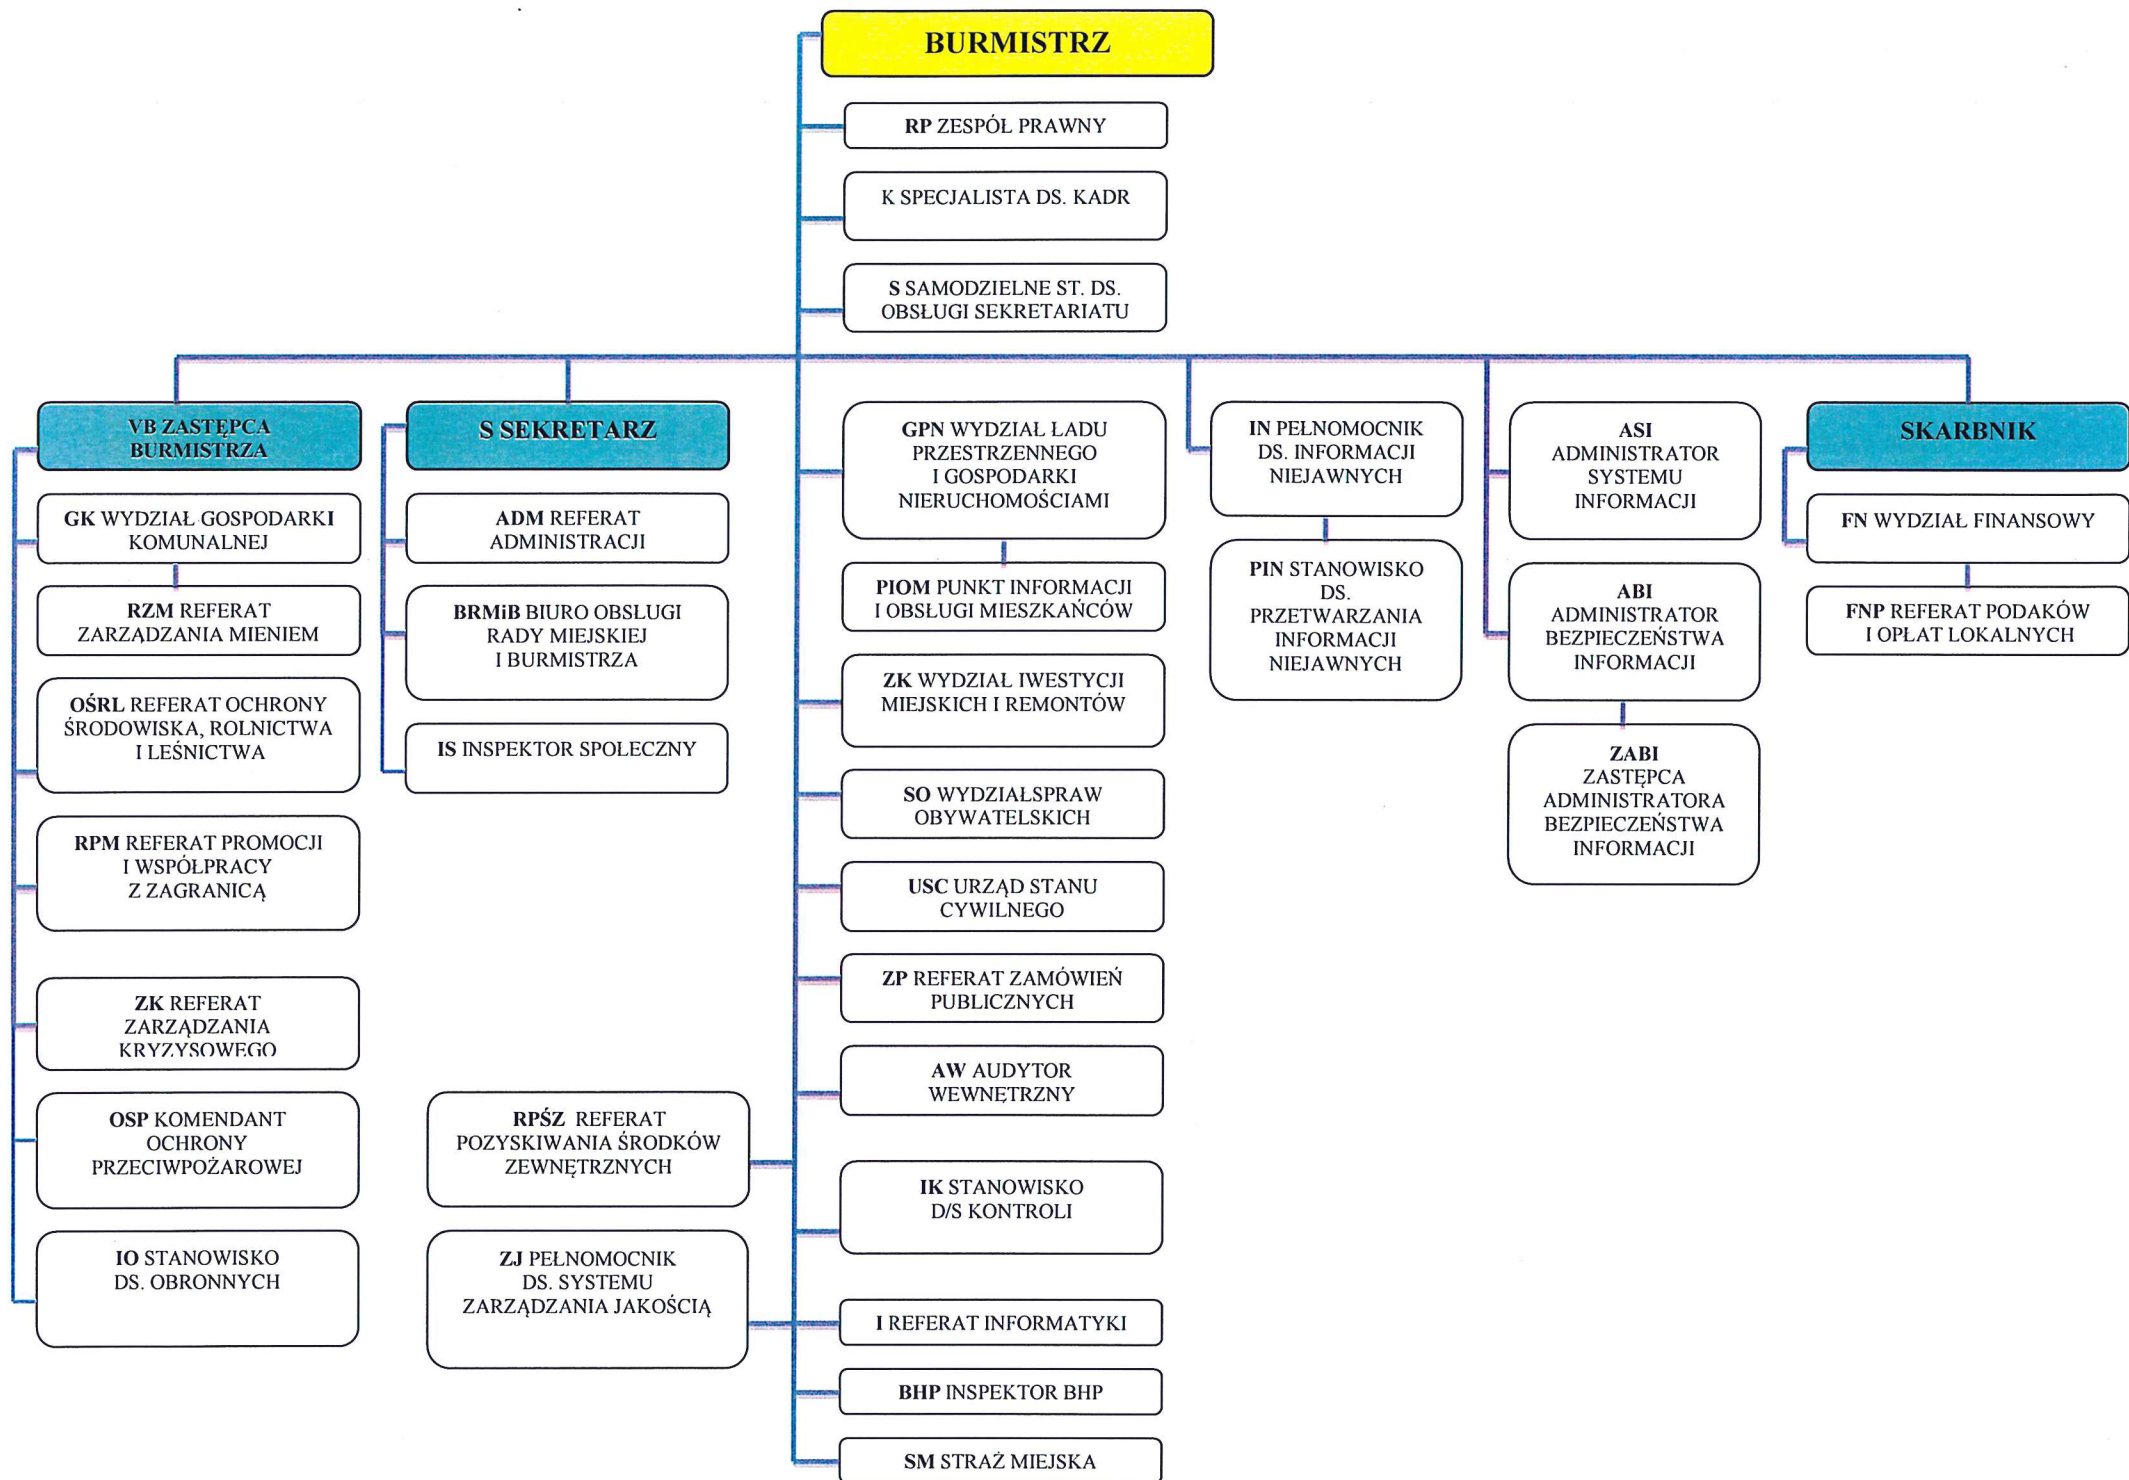 BURMISTRZ
RP ZESPÓŁ PRAWNY
K SPECJALISTA DS. KADR
S SAMODZIELNE ST. DS.
OBSŁUGI SEKRETARIATU
VB ZASTĘPCA
BURMISTRZA
GK WYDZIAŁ GOSPODARKI
KOMUNALNEJ
RZM REFERAT
ZARZĄDZANIA MIENIEM
OŚRL REFERAT OCHRONY
ŚRODOWISKA, ROLNICTWA
I LEŚNICTWA
RPM REFERAT PROMOCJI
I WSPÓŁPRACY
Z ZAGRANICĄ
ZK REFERAT
ZARZĄDZANIA
KRYZYSOWEGO
OSP KOMENDANT
OCHRONY
PRZECIWPOŻAROWEJ
IO STANOWISKO
DS. OBRONNYCH
S SEKRETARZ
ADM REFERAT
ADMINISTRACJI
BRMiB BIURO OBSŁUGI
RADY MIEJSKIEJ
I BURMISTRZA
IS INSPEKTOR SPOŁECZNY
RPŚZ REFERAT
POZYSKIWANIA ŚRODKÓW
ZEWNĘTRZNYCH
ZJ PEŁNOMOCNIK
DS. SYSTEMU
ZARZĄDZANIA JAKOŚCIĄ
GPN WYDZIAŁ ŁADU
PRZESTRZENNEGO
I GOSPODARKI
NIERUCHOMOŚCIAMI
PIOM PUNKT INFORMACJI
I OBSŁUGI MIESZKAŃCÓW
ZK WYDZIAŁ IWESTYCJI
MIEJSKICH I REMONTÓW
SO WYDZIAŁSPRAW
OBYWATELSKICH
USC URZĄD STANU
CYWILNEGO
ZP REFERAT ZAMÓWIEŃ
PUBLICZNYCH
AW AUDYTOR
WEWNĘTRZNY
IK STANOWISKO
D/S KONTROLI
I REFERAT INFORMATYKI
BHP INSPEKTOR BHP
SM STRAŻ MIEJSKA
IN PEŁNOMOCNIK
DS. INFORMACJI
NIEJAWNYCH
PIN STANOWISKO
DS.
PRZETWARZANIA
INFORMACJI
NIEJAWNYCH
ASI
ADMINISTRATOR
SYSTEMU
INFORMACJI
ABI
ADMINISTRATOR
BEZPIECZEŃSTWA
INFORMACJI
ZABI
ZASTĘPCA
ADMINISTRATORA
BEZPIECZEŃSTWA
INFORMACJI
SKARBNIK
FN WYDZIAŁ FINANSOWY
FNP REFERAT PODAKÓW
I OPŁAT LOKALNYCH